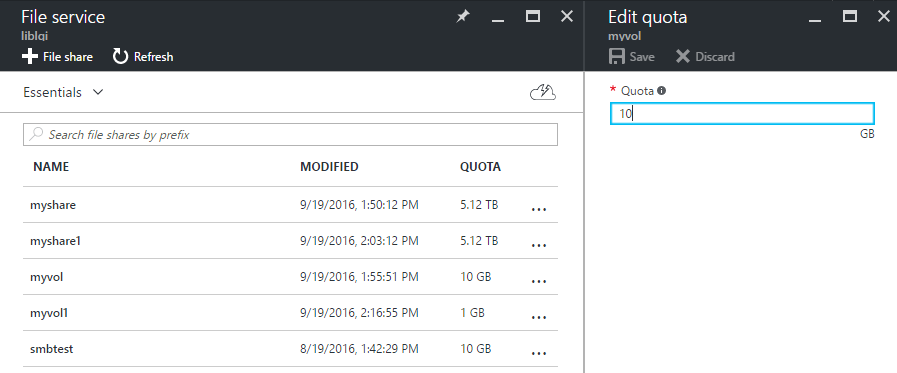 File service
liblqi
File share Refresh
Essentials
Search file shares by prefix
NAME MODIFIED QUOTA
myshare 9/19/2016, 1:50:12 PM 5.12 TB ...
myshare1 9/19/2016, 2:03:12 PM 5.12 TB ...
myvol 9/19/2016, 1:55:51 PM 10 GB ...
myvol1 9/19/2016, 2:16:55 PM 1 GB ...
smbtest 8/19/2016, 1:42:29 PM 10 GB ...
Edit quota
myvol
Save Discard
* Quota
10
GB